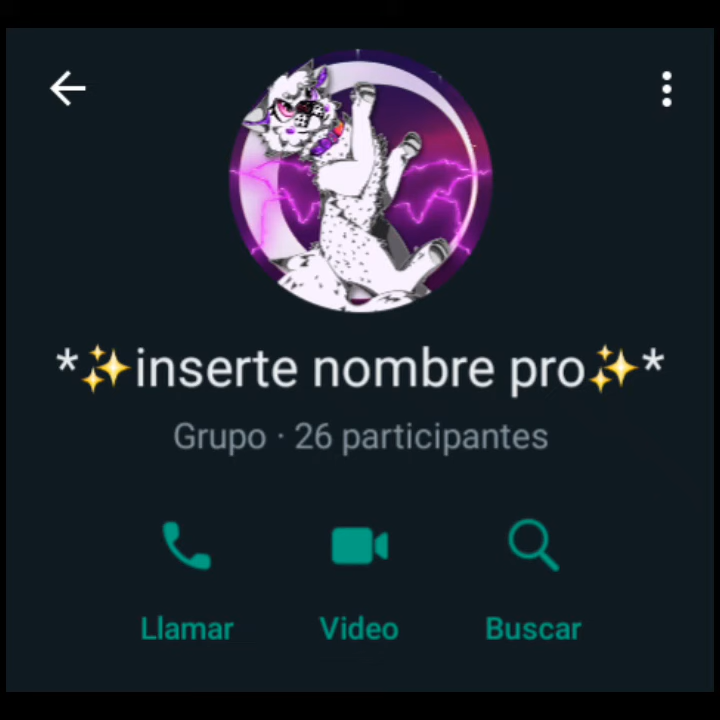 *✨inserte nombre pro✨*
Grupo · 26 participantes
Llamar Video Buscar